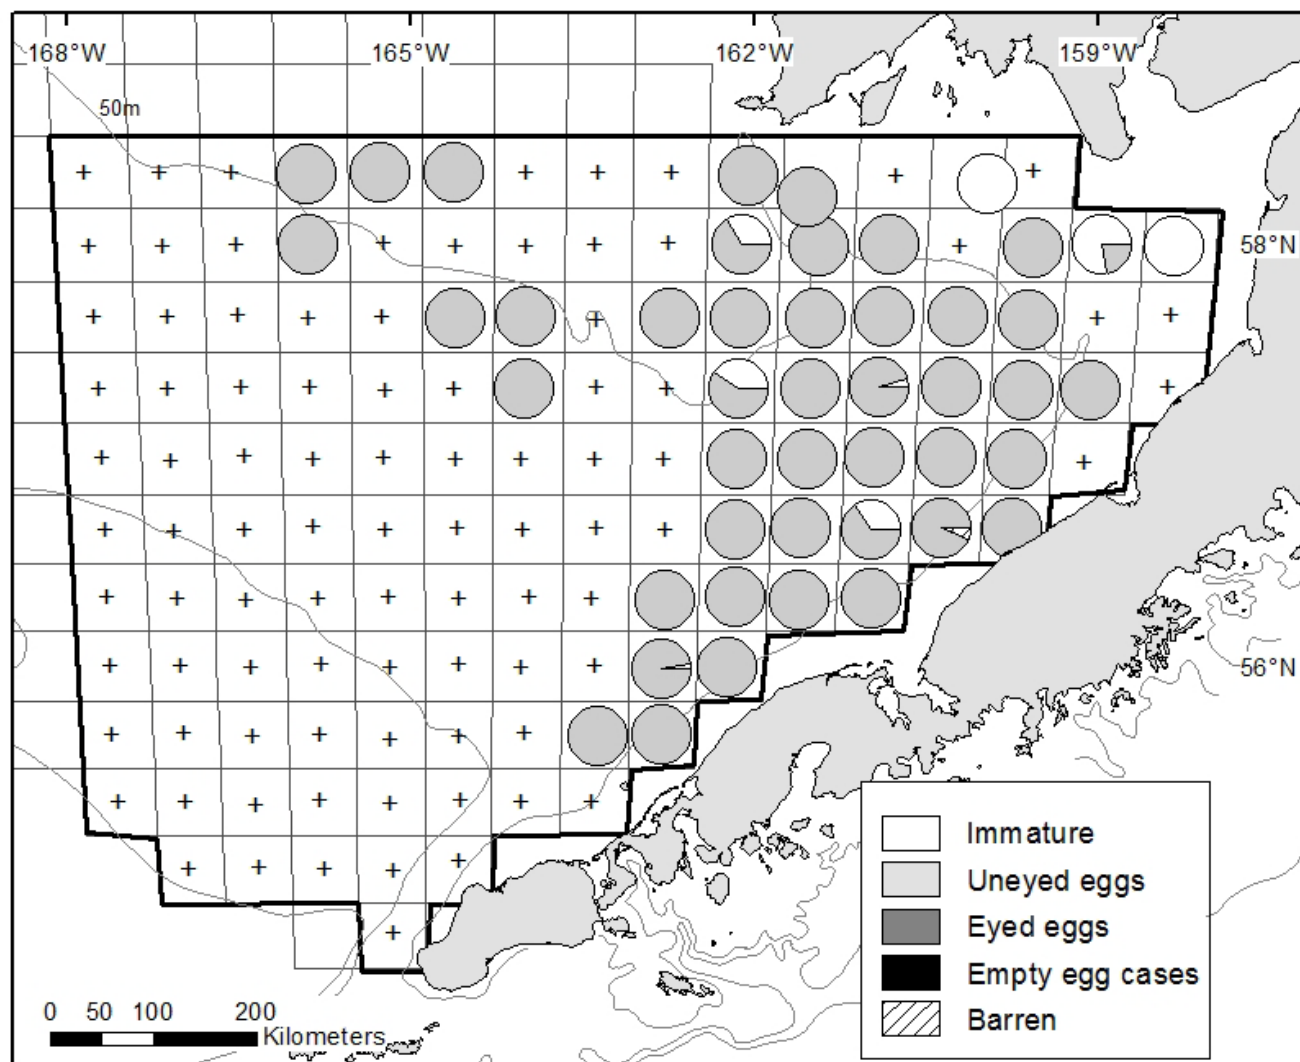 168°W 165°W 162°W 159°W
50m
58°N
56°N
Immature
Uneyed eggs
Eyed eggs
Empty egg cases
Barren
0 50 100 200
Kilometers